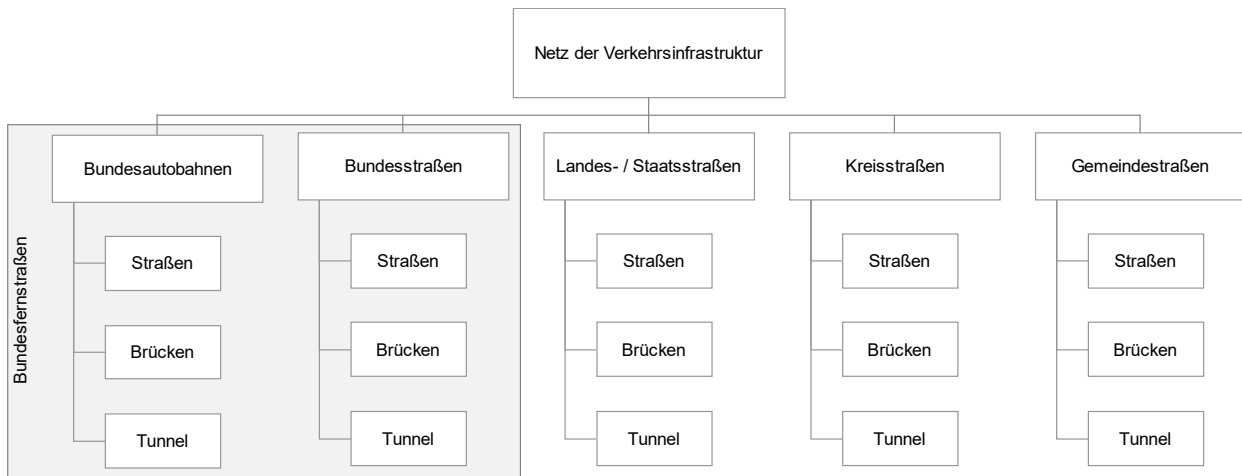 Netz der Verkehrsinfrastruktur
Bundesfernstraßen
Bundesautobahnen
Straßen
Brücken
Tunnel
Bundesstraßen
Straßen
Brücken
Tunnel
Landes- / Staatsstraßen
Straßen
Brücken
Tunnel
Kreisstraßen
Straßen
Brücken
Tunnel
Gemeindestraßen
Straßen
Brücken
Tunnel